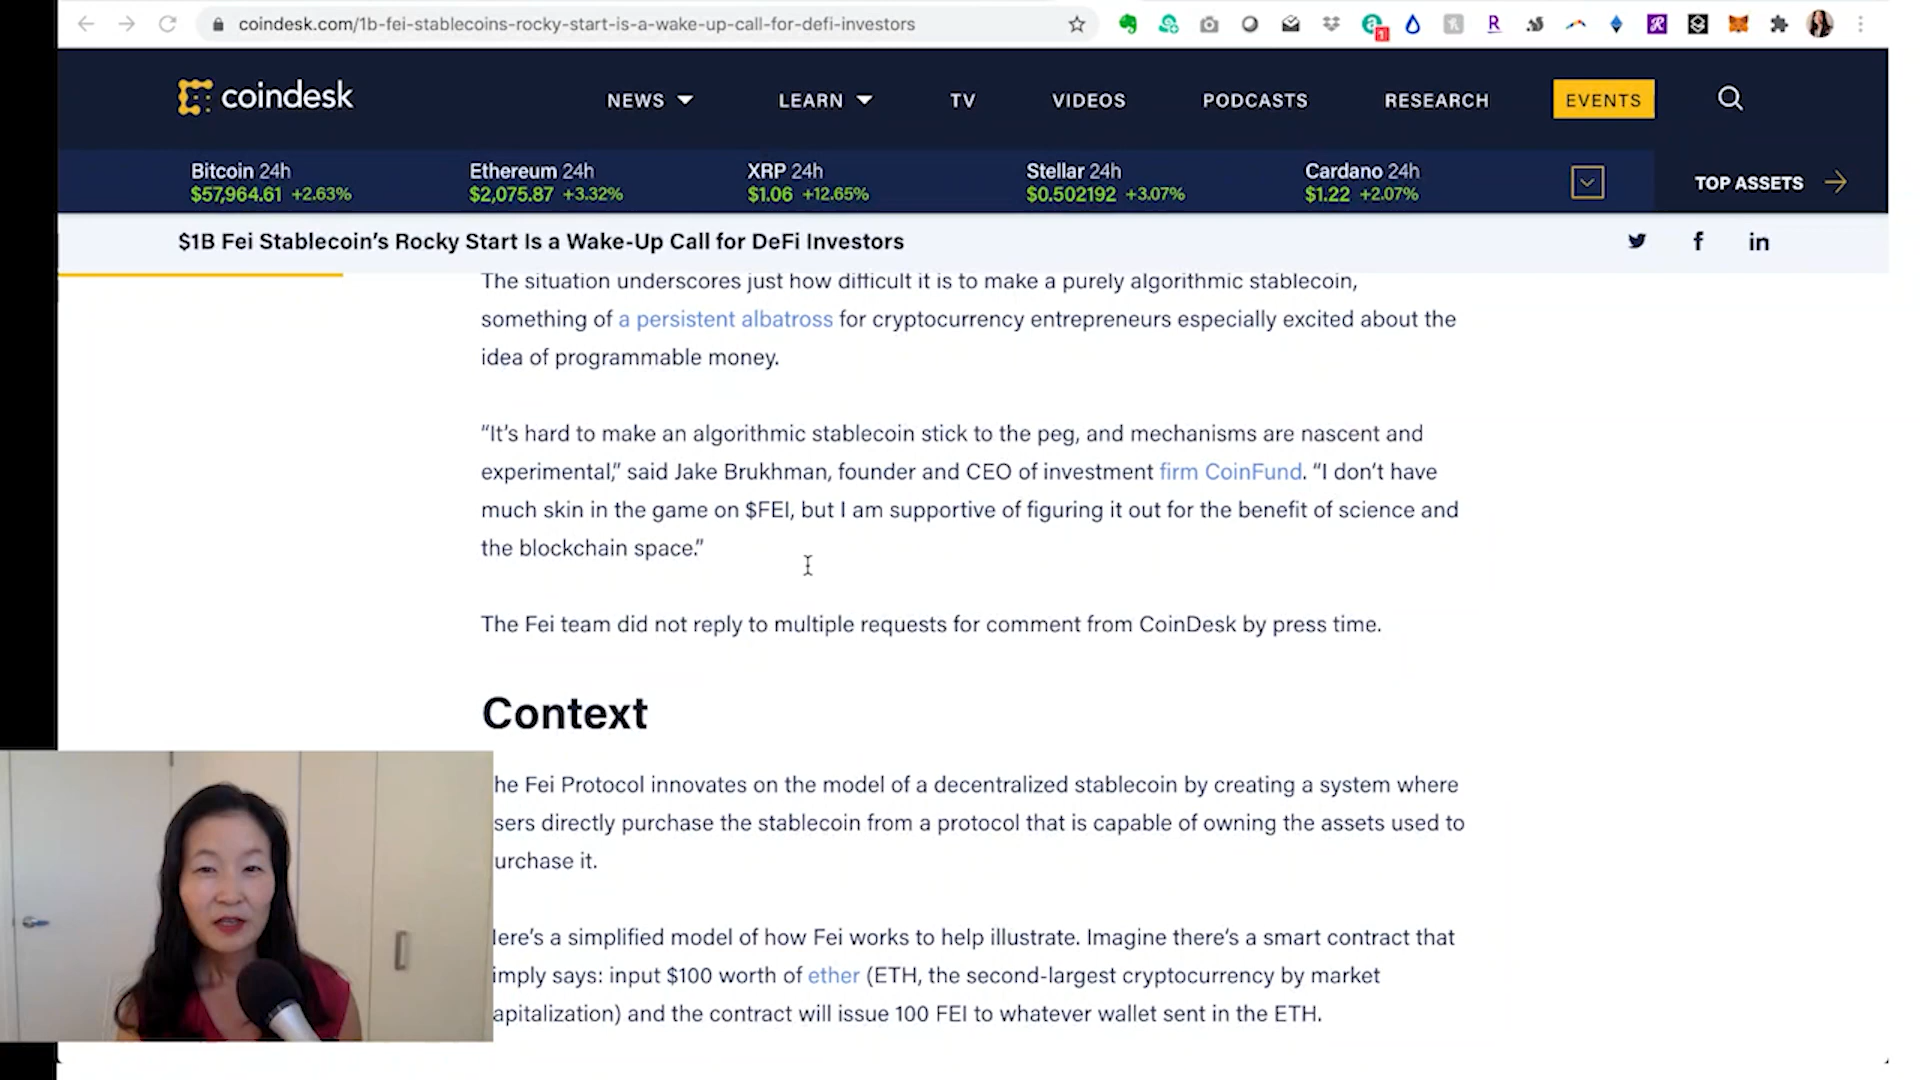 coindesk.com/1b-fei-stablecoins-rocky-start-is-a-wake-up-call-for-defi-investors
coindesk
NEWS
LEARN
TV
VIDEOS
PODCASTS
RESEARCH
EVENTS
Bitcoin 24h
$57,964.61 +2.63%
Ethereum 24h
$2,075.87 +3.32%
XRP 24h
$1.06 +12.65%
Stellar 24h
$0.502192 +3.07%
Cardano 24h
$1.22 +2.07%
TOP ASSETS
$1B Fei Stablecoin’s Rocky Start Is a Wake-Up Call for DeFi Investors
The situation underscores just how difficult it is to make a purely algorithmic stablecoin,
something of a persistent albatross for cryptocurrency entrepreneurs especially excited about the
idea of programmable money.
“It’s hard to make an algorithmic stablecoin stick to the peg, and mechanisms are nascent and
experimental,” said Jake Brukhman, founder and CEO of investment firm CoinFund. “I don’t have
much skin in the game on $FEI, but I am supportive of figuring it out for the benefit of science and
the blockchain space.”
The Fei team did not reply to multiple requests for comment from CoinDesk by press time.
Context
he Fei Protocol innovates on the model of a decentralized stablecoin by creating a system where
sers directly purchase the stablecoin from a protocol that is capable of owning the assets used to
urchase it.
ere’s a simplified model of how Fei works to help illustrate. Imagine there’s a smart contract that
imply says: input $100 worth of ether (ETH, the second-largest cryptocurrency by market
apitalization) and the contract will issue 100 FEI to whatever wallet sent in the ETH.